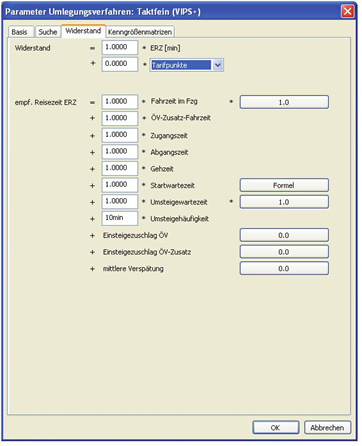 Parameter Umlegungsverfahren: Taktfein (VIPS+)
Basis Suche Widerstand Kenngrößenmatrizen
Widerstand = 1.0000 * ERZ [min]
+ 0.0000 * Tarifpunkte
empf. Reisezeit ERZ = 1.0000 * Fahrzeit im Fzg * 1.0
+ 1.0000 * ÖV-Zusatz-Fahrzeit
+ 1.0000 * Zugangszeit
+ 1.0000 * Abgangszeit
+ 1.0000 * Gehzeit
+ 1.0000 * Startwartezeit Formel
+ 1.0000 * Umsteigewartezeit * 1.0
+ 10min * Umsteigehäufigkeit
+ Einsteigezuschlag ÖV 0.0
+ Einsteigezuschlag ÖV-Zusatz 0.0
+ mittlere Verspätung 0.0
OK Abbrechen